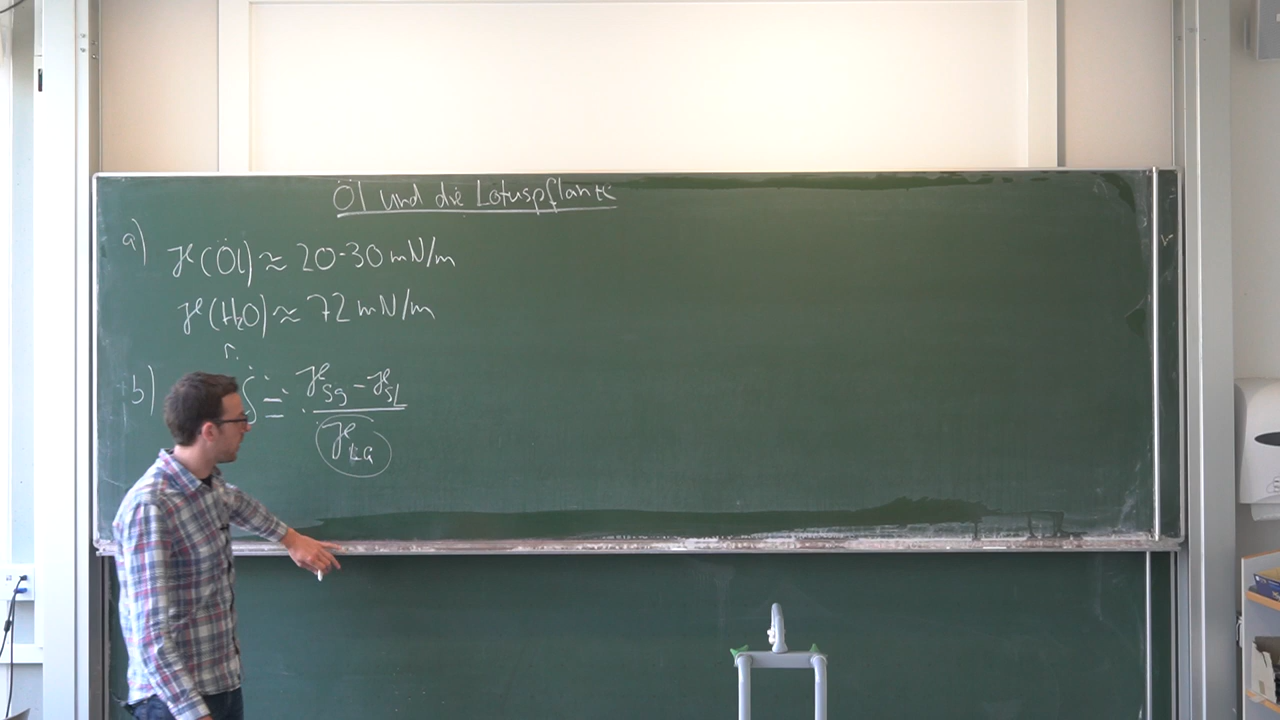 Öl und die Lotuspflanze
a) γ(Öl) ≈ 20-30 mN/m
γ(H₂O) ≈ 72 mN/m
r.
b) = γSg - γSL
γLg